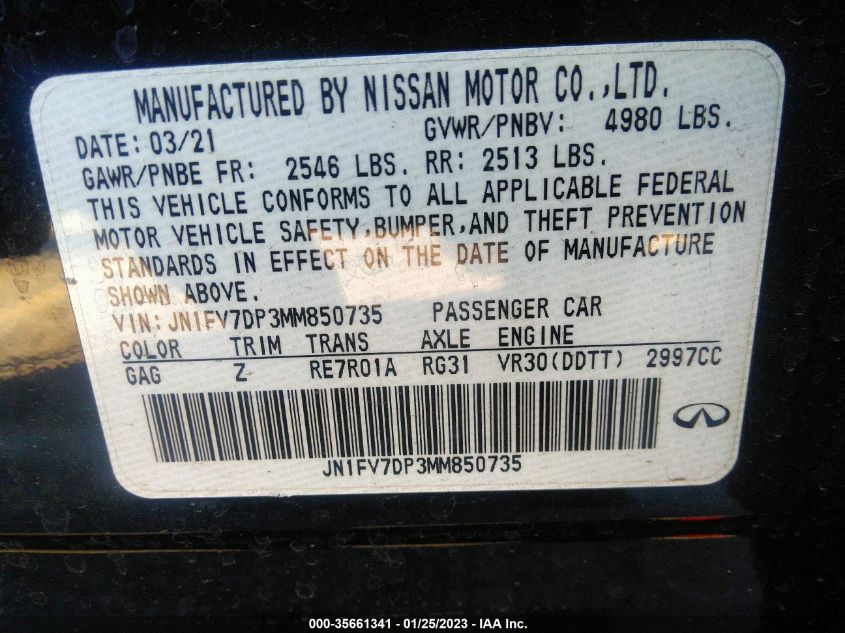 MANUFACTURED BY NISSAN MOTOR CO.,LTD.
DATE: 03/21 GVWR/PNBV: 4980 LBS.
GAWR/PNBE FR: 2546 LBS. RR: 2513 LBS.
THIS VEHICLE CONFORMS TO ALL APPLICABLE FEDERAL
MOTOR VEHICLE SAFETY,BUMPER,AND THEFT PREVENTION
STANDARDS IN EFFECT ON THE DATE OF MANUFACTURE
SHOWN ABOVE.
VIN: JN1FV7DP3MM850735 PASSENGER CAR
COLOR TRIM TRANS AXLE ENGINE
GAG Z RE7R01A RG31 VR30(DDTT) 2997CC
JN1FV7DP3MM850735
000-35661341 / 01/25/2023 - IAA Inc.